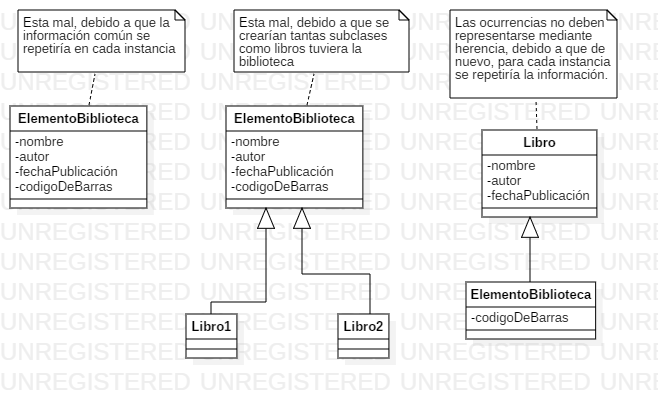 Esta mal, debido a que la
información común se
repetiría en cada instancia
ElementoBiblioteca
-nombre
-autor
-fechaPublicación
-codigoDeBarras
Esta mal, debido a que se
crearían tantas subclases
como libros tuviera la
biblioteca
ElementoBiblioteca
-nombre
-autor
-fechaPublicación
-codigoDeBarras
Libro1
Libro2
Las ocurrencias no deben
representarse mediante
herencia, debido a que de
nuevo, para cada instancia
se repetiría la información.
Libro
-nombre
-autor
-fechaPublicación
ElementoBiblioteca
-codigoDeBarras
UNREGISTERED UNREGISTERED UNREGISTERED UNREGISTERED